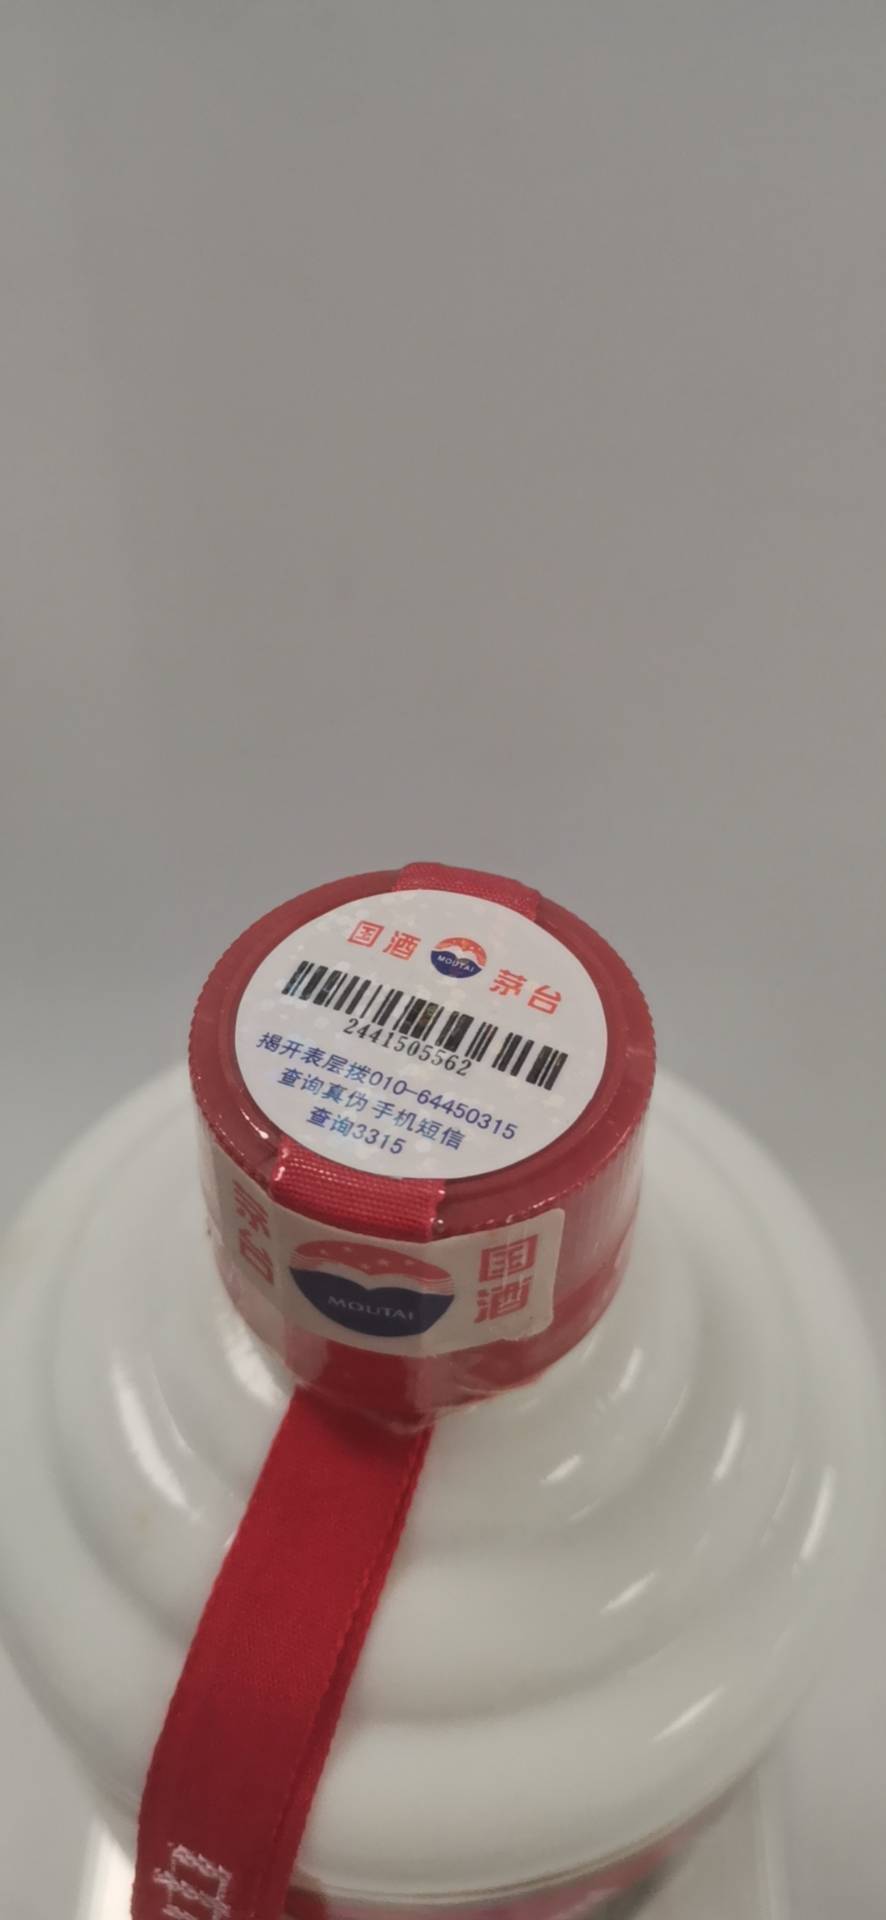 国酒 MOUTAI 茅台
2441505562
揭开表层拨010-64450315
查询真伪手机短信
查询3315
茅台 MOUTAI 国酒
中